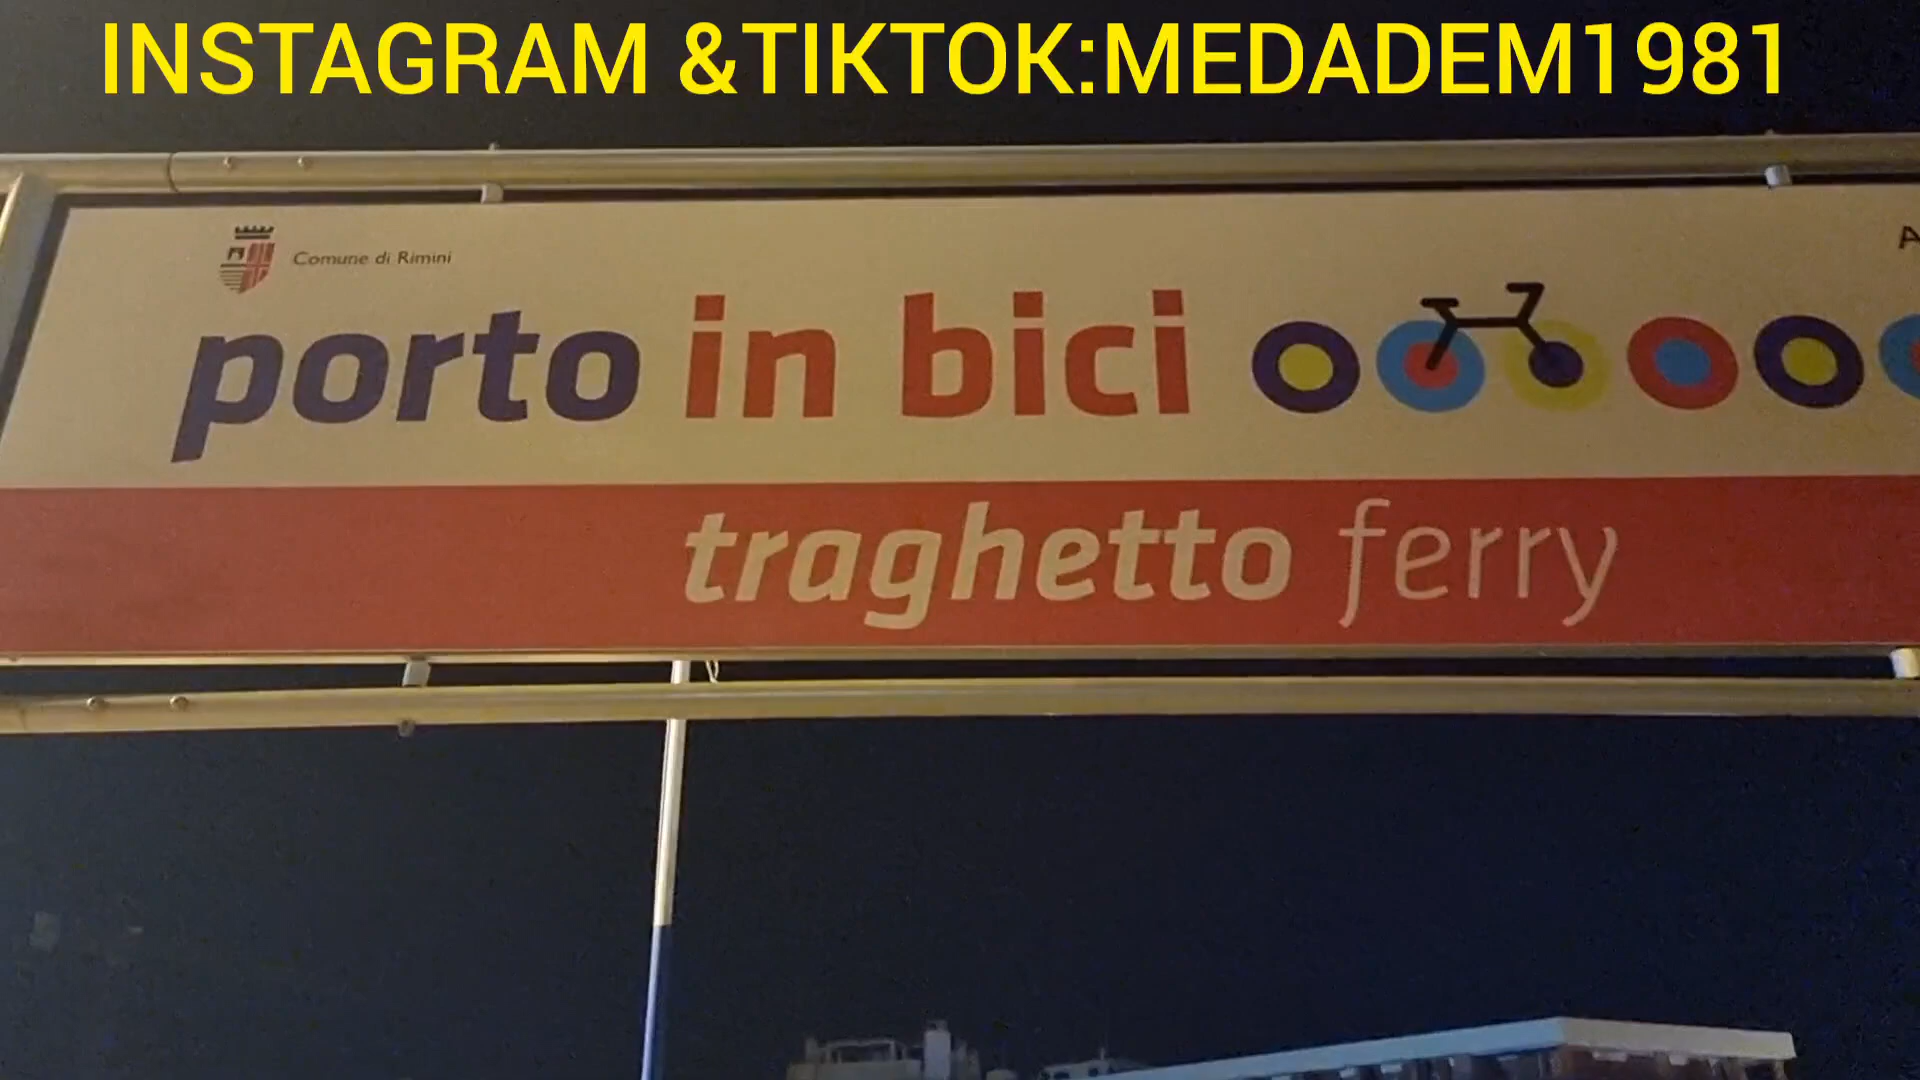 INSTAGRAM &TIKTOK:MEDADEM1981
Comune di Rimini
porto in bici
traghetto ferry